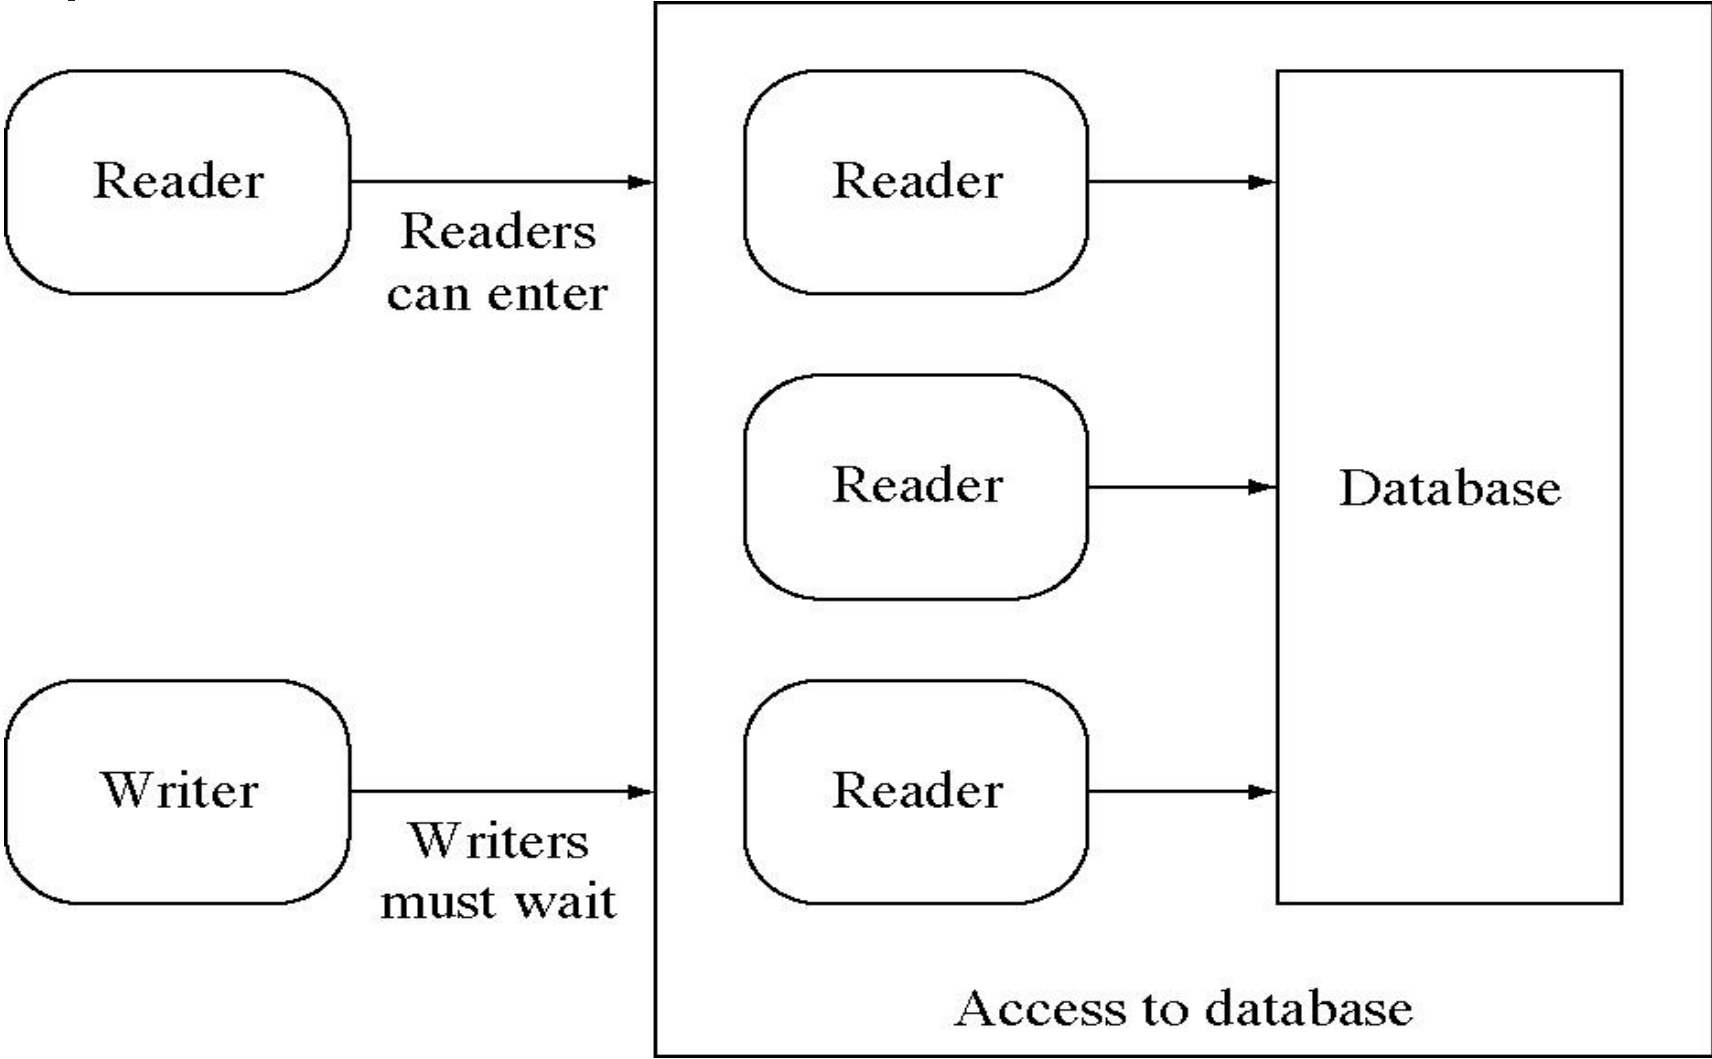 Reader
Readers
can enter
Reader
Reader
Database
Writer
Writers
must wait
Reader
Access to database